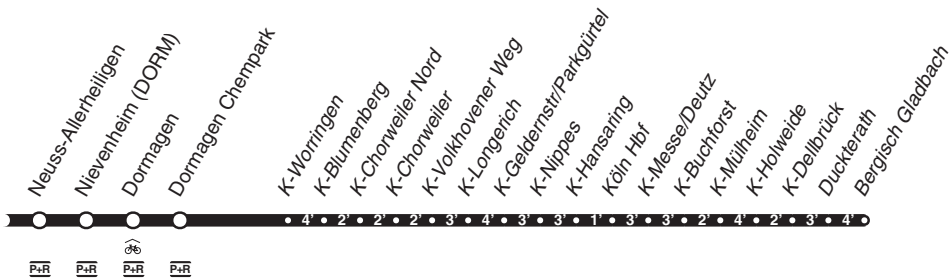 Neuss-Allerheiligen
Nievenheim (DORM)
Dormagen
Dormagen Chempark
K-Worringen
K-Blumenberg
K-Chorweiler Nord
K-Chorweiler
K-Volkhovener Weg
K-Longerich
K-Geldernstr/Parkgürtel
K-Nippes
K-Hansaring
Köln Hbf
K-Messe/Deutz
K-Buchforst
K-Mülheim
K-Holweide
K-Dellbrück
Duckterath
Bergisch Gladbach
4' 2' 2' 2' 3' 4' 3' 3' 1' 3' 3' 2' 4' 2' 3' 4'
P+R P+R P+R P+R